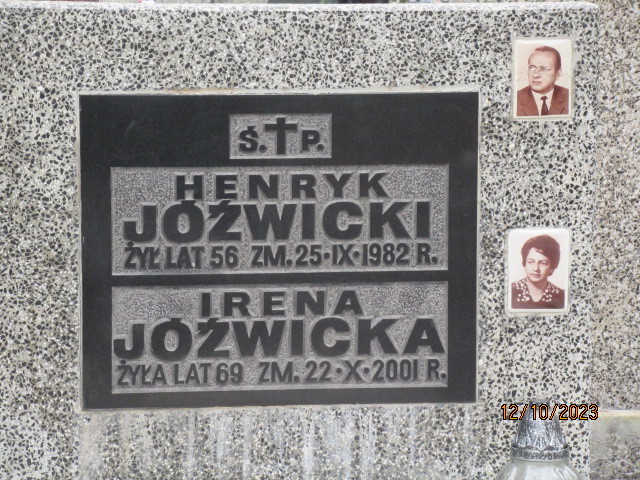 Ś.†P.
HENRYK
JÓŹWICKI
ŻYŁ LAT 56 ZM. 25·IX·1982 R.
IRENA
JÓŹWICKA
ŻYŁA LAT 69 ZM. 22·X·2001 R.
12/10/2023